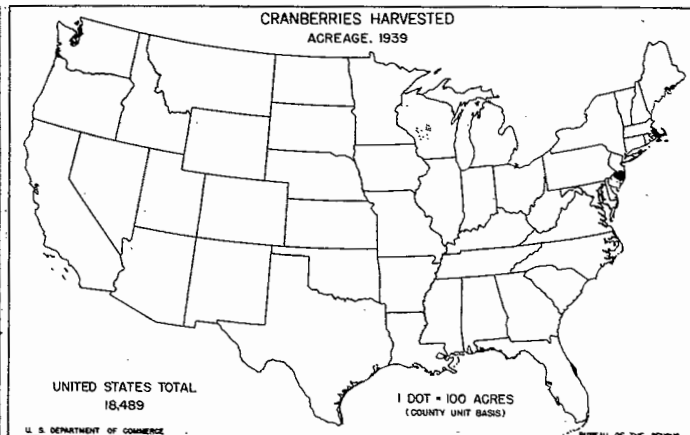 CRANBERRIES HARVESTED
ACREAGE, 1939
UNITED STATES TOTAL
18,489
1 DOT = 100 ACRES
(COUNTY UNIT BASIS)
U. S. DEPARTMENT OF COMMERCE